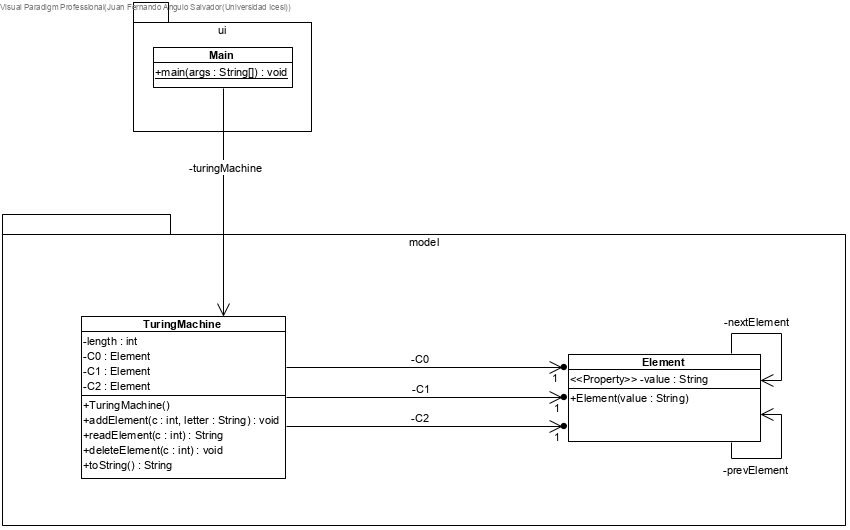 Visual Paradigm Professional(Juan Fernando Angulo Salvador(Universidad Icesi))
ui
Main
+main(args : String[]) : void
-turingMachine
model
TuringMachine
-length : int
-C0 : Element
-C1 : Element
-C2 : Element
+TuringMachine()
+addElement(c : int, letter : String) : void
+readElement(c : int) : String
+deleteElement(c : int) : void
+toString() : String
-C0
1
-C1
1
-C2
1
-nextElement
Element
<<Property>> -value : String
+Element(value : String)
-prevElement